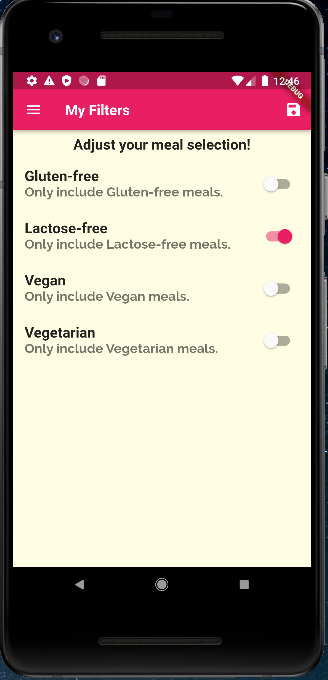 12:46
DEBUG
My Filters
Adjust your meal selection!
Gluten-free
Only include Gluten-free meals.
Lactose-free
Only include Lactose-free meals.
Vegan
Only include Vegan meals.
Vegetarian
Only include Vegetarian meals.